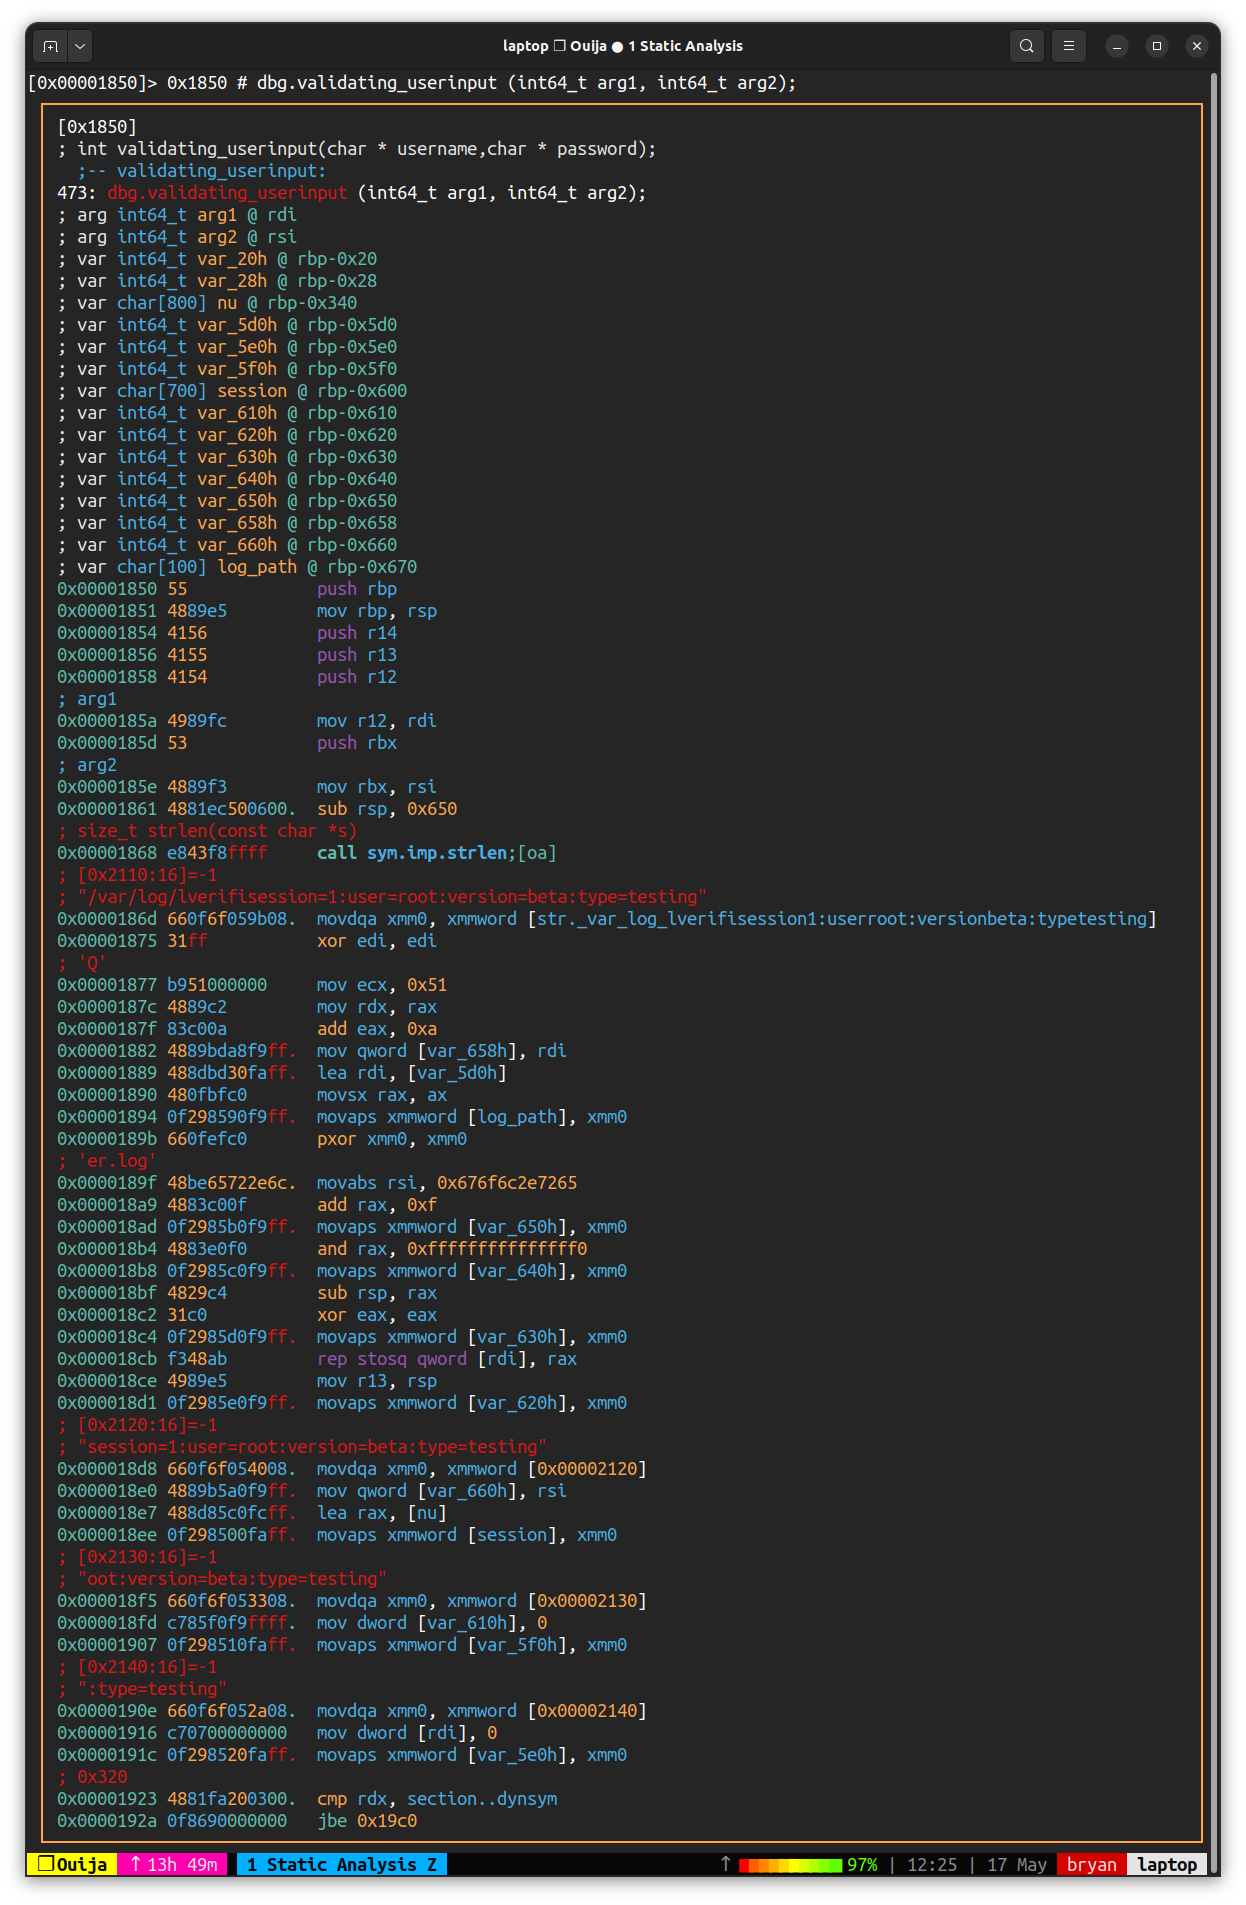 laptop ❐ Ouija ● 1 Static Analysis
[0x00001850]> 0x1850 # dbg.validating_userinput (int64_t arg1, int64_t arg2);
[0x1850]
; int validating_userinput(char * username,char * password);
;-- validating_userinput:
473: dbg.validating_userinput (int64_t arg1, int64_t arg2);
; arg int64_t arg1 @ rdi
; arg int64_t arg2 @ rsi
; var int64_t var_20h @ rbp-0x20
; var int64_t var_28h @ rbp-0x28
; var char[800] nu @ rbp-0x340
; var int64_t var_5d0h @ rbp-0x5d0
; var int64_t var_5e0h @ rbp-0x5e0
; var int64_t var_5f0h @ rbp-0x5f0
; var char[700] session @ rbp-0x600
; var int64_t var_610h @ rbp-0x610
; var int64_t var_620h @ rbp-0x620
; var int64_t var_630h @ rbp-0x630
; var int64_t var_640h @ rbp-0x640
; var int64_t var_650h @ rbp-0x650
; var int64_t var_658h @ rbp-0x658
; var int64_t var_660h @ rbp-0x660
; var char[100] log_path @ rbp-0x670
0x00001850 55 push rbp
0x00001851 4889e5 mov rbp, rsp
0x00001854 4156 push r14
0x00001856 4155 push r13
0x00001858 4154 push r12
; arg1
0x0000185a 4989fc mov r12, rdi
0x0000185d 53 push rbx
; arg2
0x0000185e 4889f3 mov rbx, rsi
0x00001861 4881ec500600. sub rsp, 0x650
; size_t strlen(const char *s)
0x00001868 e843f8ffff call sym.imp.strlen;[oa]
; [0x2110:16]=-1
; "/var/log/lverifisession=1:user=root:version=beta:type=testing"
0x0000186d 660f6f059b08. movdqa xmm0, xmmword [str._var_log_lverifisession1:userroot:versionbeta:typetesting]
0x00001875 31ff xor edi, edi
; 'Q'
0x00001877 b951000000 mov ecx, 0x51
0x0000187c 4889c2 mov rdx, rax
0x0000187f 83c00a add eax, 0xa
0x00001882 4889bda8f9ff. mov qword [var_658h], rdi
0x00001889 488dbd30faff. lea rdi, [var_5d0h]
0x00001890 480fbfc0 movsx rax, ax
0x00001894 0f298590f9ff. movaps xmmword [log_path], xmm0
0x0000189b 660fefc0 pxor xmm0, xmm0
; 'er.log'
0x0000189f 48be65722e6c. movabs rsi, 0x676f6c2e7265
0x000018a9 4883c00f add rax, 0xf
0x000018ad 0f2985b0f9ff. movaps xmmword [var_650h], xmm0
0x000018b4 4883e0f0 and rax, 0xfffffffffffffff0
0x000018b8 0f2985c0f9ff. movaps xmmword [var_640h], xmm0
0x000018bf 4829c4 sub rsp, rax
0x000018c2 31c0 xor eax, eax
0x000018c4 0f2985d0f9ff. movaps xmmword [var_630h], xmm0
0x000018cb f348ab rep stosq qword [rdi], rax
0x000018ce 4989e5 mov r13, rsp
0x000018d1 0f2985e0f9ff. movaps xmmword [var_620h], xmm0
; [0x2120:16]=-1
; "session=1:user=root:version=beta:type=testing"
0x000018d8 660f6f054008. movdqa xmm0, xmmword [0x00002120]
0x000018e0 4889b5a0f9ff. mov qword [var_660h], rsi
0x000018e7 488d85c0fcff. lea rax, [nu]
0x000018ee 0f298500faff. movaps xmmword [session], xmm0
; [0x2130:16]=-1
; "oot:version=beta:type=testing"
0x000018f5 660f6f053308. movdqa xmm0, xmmword [0x00002130]
0x000018fd c785f0f9ffff. mov dword [var_610h], 0
0x00001907 0f298510faff. movaps xmmword [var_5f0h], xmm0
; [0x2140:16]=-1
; ":type=testing"
0x0000190e 660f6f052a08. movdqa xmm0, xmmword [0x00002140]
0x00001916 c70700000000 mov dword [rdi], 0
0x0000191c 0f298520faff. movaps xmmword [var_5e0h], xmm0
; 0x320
0x00001923 4881fa200300. cmp rdx, section..dynsym
0x0000192a 0f8690000000 jbe 0x19c0
❐ Ouija ↑ 13h 49m 1 Static Analysis Z ↑ 97% | 12:25 | 17 May bryan laptop